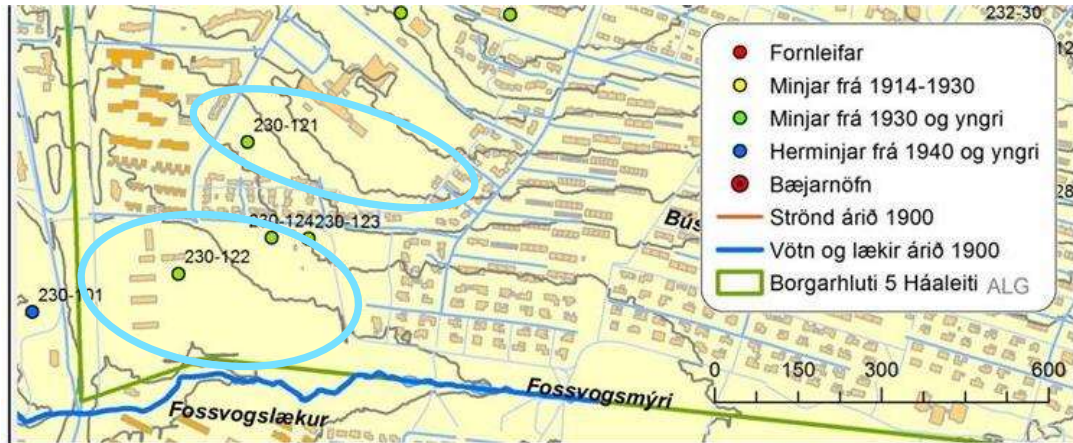 232-30
230-121
230-124 230-123
230-122
230-101
Fossvogslækur
Fossvogsmýri
Bús
Fornleifar
Minjar frá 1914-1930
Minjar frá 1930 og yngri
Herminjar frá 1940 og yngri
Bæjarnöfn
Strönd árið 1900
Vötn og lækir árið 1900
Borgarhluti 5 Háaleiti ALG
0 150 300 600